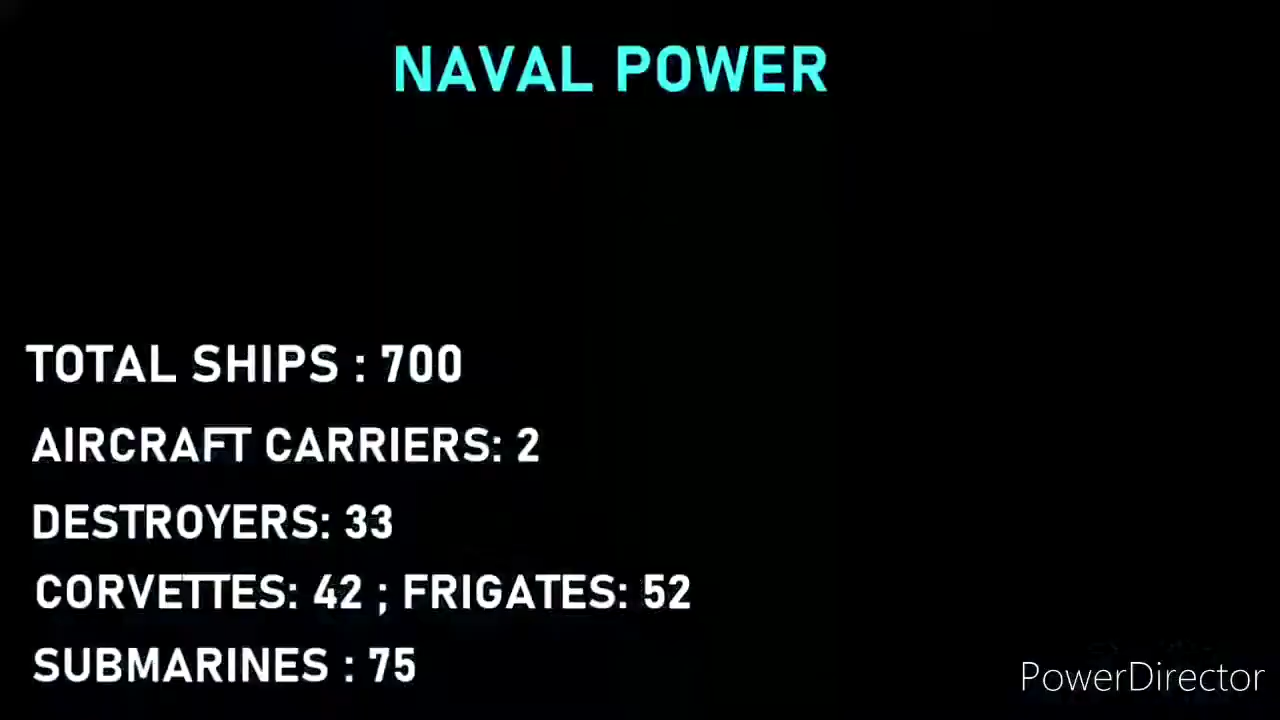 NAVAL POWER
TOTAL SHIPS : 700
AIRCRAFT CARRIERS: 2
DESTROYERS: 33
CORVETTES: 42 ; FRIGATES: 52
SUBMARINES : 75
PowerDirector